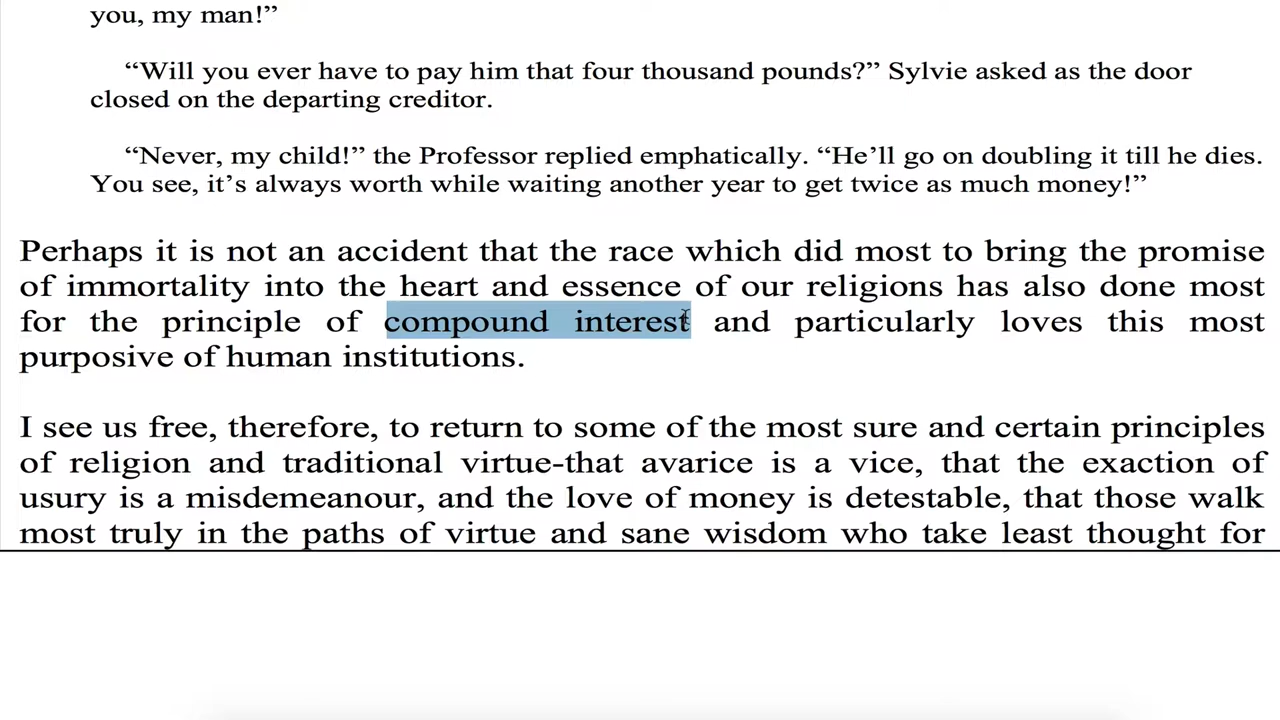 you, my man!”
“Will you ever have to pay him that four thousand pounds?” Sylvie asked as the door
closed on the departing creditor.
“Never, my child!” the Professor replied emphatically. “He’ll go on doubling it till he dies.
You see, it’s always worth while waiting another year to get twice as much money!”
Perhaps it is not an accident that the race which did most to bring the promise
of immortality into the heart and essence of our religions has also done most
for the principle of compound interest and particularly loves this most
purposive of human institutions.
I see us free, therefore, to return to some of the most sure and certain principles
of religion and traditional virtue-that avarice is a vice, that the exaction of
usury is a misdemeanour, and the love of money is detestable, that those walk
most truly in the paths of virtue and sane wisdom who take least thought for